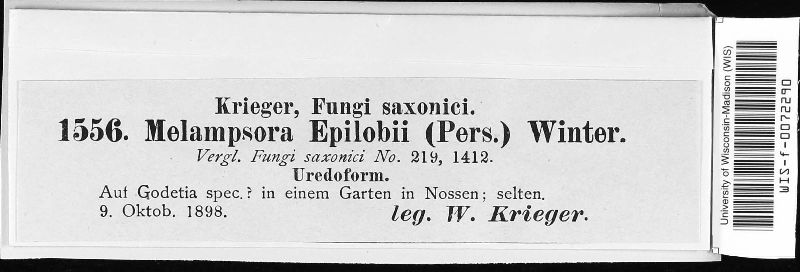 Krieger, Fungi saxonici.
1556. Melampsora Epilobii (Pers.) Winter.
Vergl. Fungi saxonici No. 219, 1412.
Uredoform.
Auf Godetia spec.? in einem Garten in Nossen; selten.
9. Oktob. 1898. leg. W. Krieger.
University of Wisconsin-Madison (WIS)
WIS-f-0072290